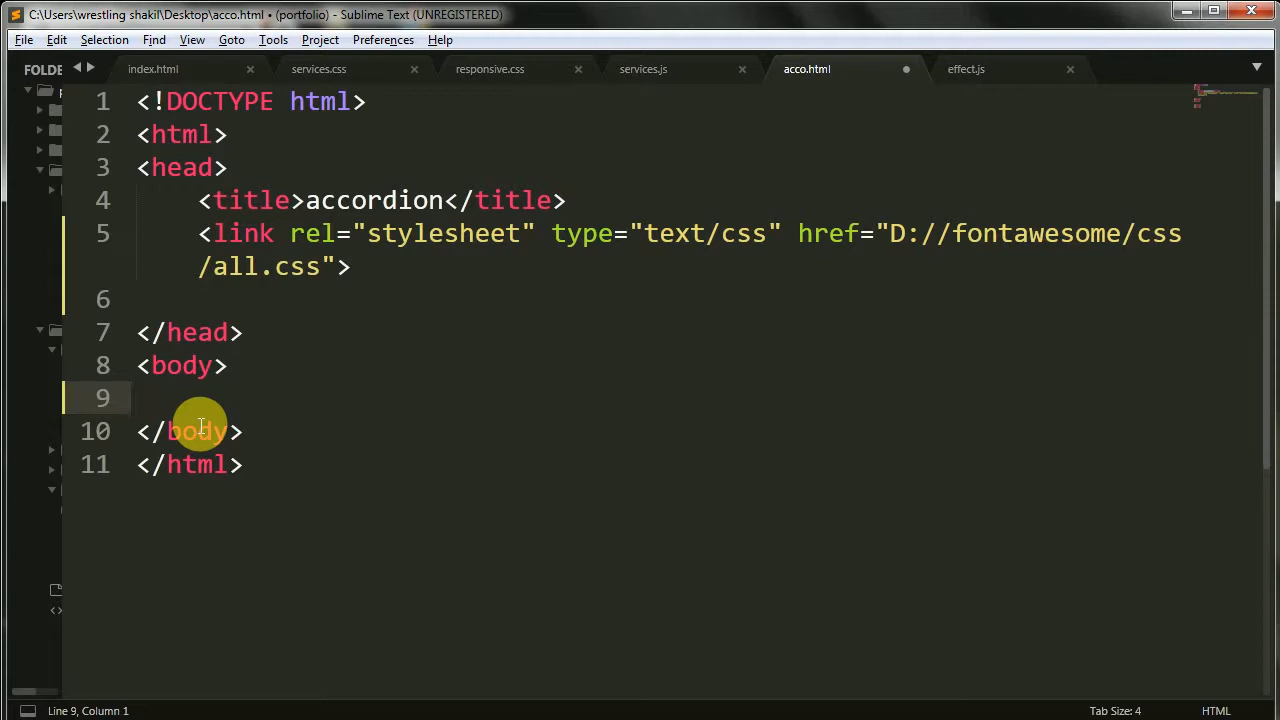 C:\Users\wrestling shakil\Desktop\acco.html • (portfolio) - Sublime Text (UNREGISTERED)
File Edit Selection Find View Goto Tools Project Preferences Help
FOLDE
index.html services.css responsive.css services.js acco.html effect.js
1 <!DOCTYPE html>
2 <html>
3 <head>
4 <title>accordion</title>
5 <link rel="stylesheet" type="text/css" href="D://fontawesome/css
/all.css">
6
7 </head>
8 <body>
9
10 </body>
11 </html>
Line 9, Column 1 Tab Size: 4 HTML